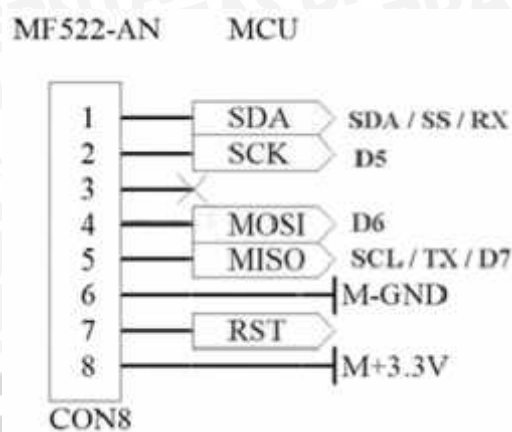 MF522-AN MCU
1 SDA SDA / SS / RX
2 SCK D5
3
4 MOSI D6
5 MISO SCL / TX / D7
6 M-GND
7 RST
8 M+3.3V
CON8